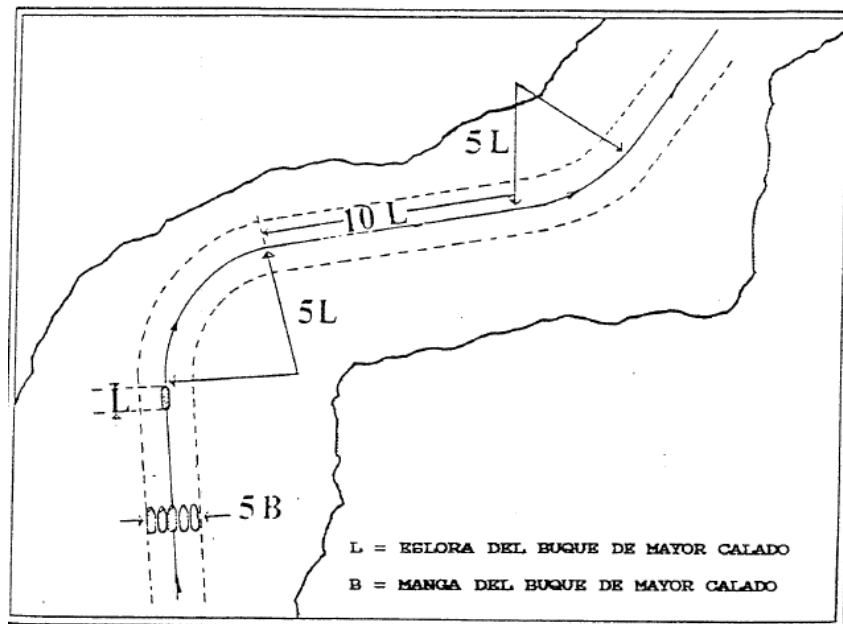 5 L
10 L
5L
L
5 B
L = ESLORA DEL BUQUE DE MAYOR CALADO
B = MANGA DEL BUQUE DE MAYOR CALADO